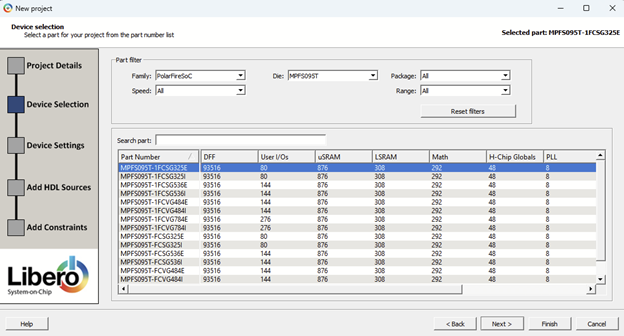 New project
Device selection
Select a part for your project from the part number list
Selected part: MPFS095T-1FCSG325E
Project Details
Device Selection
Device Settings
Add HDL Sources
Add Constraints
Libero
System-on-Chip
Part filter
Family: PolarFireSoC Die: MPFS095T Package: All
Speed: All Range: All
Reset filters
Search part:
Part Number DFF User I/Os uSRAM LSRAM Math H-Chip Globals PLL
MPFS095T-1FCSG325E 93516 80 876 308 292 48 8
MPFS095T-1FCSG325I 93516 80 876 308 292 48 8
MPFS095T-1FCSG536E 93516 144 876 308 292 48 8
MPFS095T-1FCSG536I 93516 144 876 308 292 48 8
MPFS095T-1FCVG484E 93516 144 876 308 292 48 8
MPFS095T-1FCVG484I 93516 144 876 308 292 48 8
MPFS095T-1FCVG784E 93516 276 876 308 292 48 8
MPFS095T-1FCVG784I 93516 276 876 308 292 48 8
MPFS095T-FCSG325E 93516 80 876 308 292 48 8
MPFS095T-FCSG325I 93516 80 876 308 292 48 8
MPFS095T-FCSG536E 93516 144 876 308 292 48 8
MPFS095T-FCSG536I 93516 144 876 308 292 48 8
MPFS095T-FCVG484E 93516 144 876 308 292 48 8
MPFS095T-FCVG484I 93516 144 876 308 292 48 8
Help
< Back Next > Finish Cancel